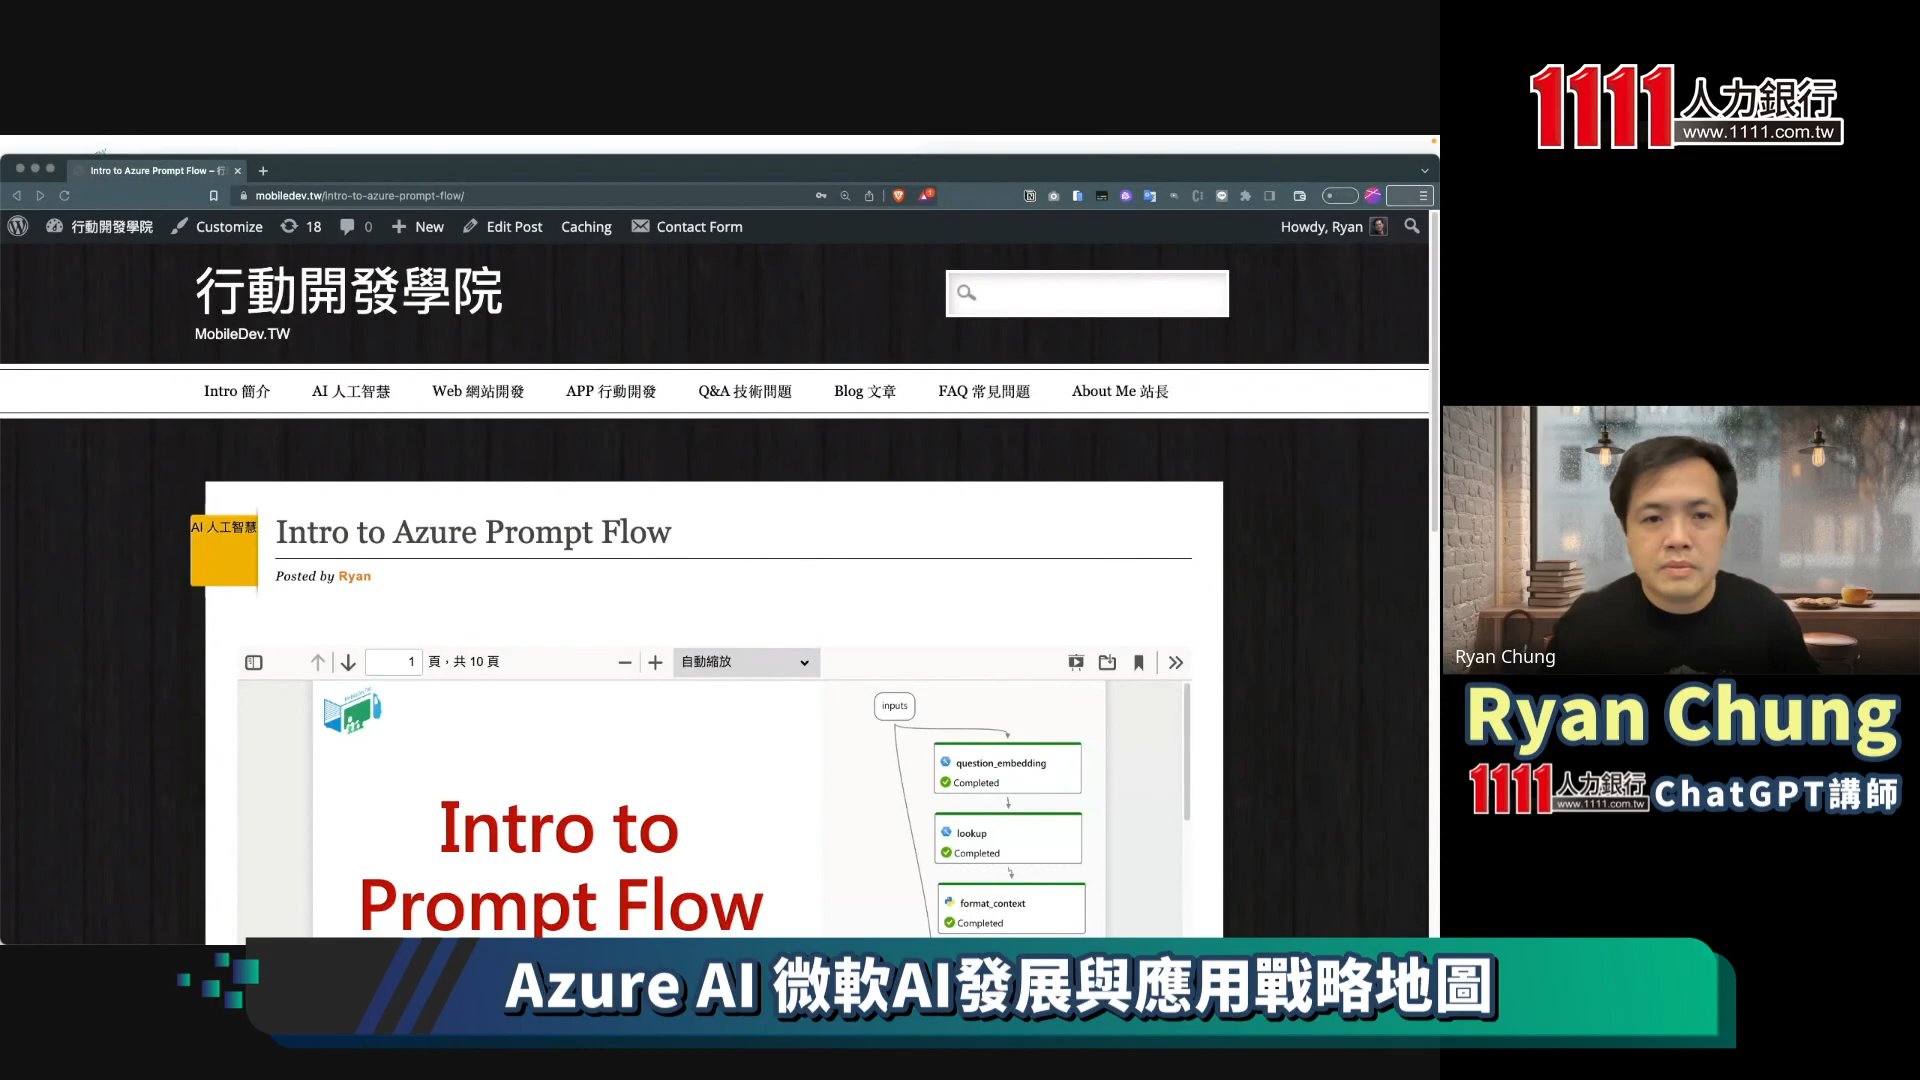 Intro to Azure Prompt Flow – 行
mobiledev.tw/intro-to-azure-prompt-flow/
行動開發學院 Customize 18 0 New Edit Post Caching Contact Form Howdy, Ryan
行動開發學院
MobileDev.TW
Intro 簡介 AI 人工智慧 Web 網站開發 APP 行動開發 Q&A 技術問題 Blog 文章 FAQ 常見問題 About Me 站長
AI 人工智慧
Intro to Azure Prompt Flow
Posted by Ryan
1 頁，共 10 頁 自動縮放
Intro to
Prompt Flow
inputs
question_embedding
Completed
lookup
Completed
format_context
Completed
1111人力銀行
www.1111.com.tw
Ryan Chung
Ryan Chung
1111人力銀行 ChatGPT講師
www.1111.com.tw
Azure AI 微軟AI發展與應用戰略地圖